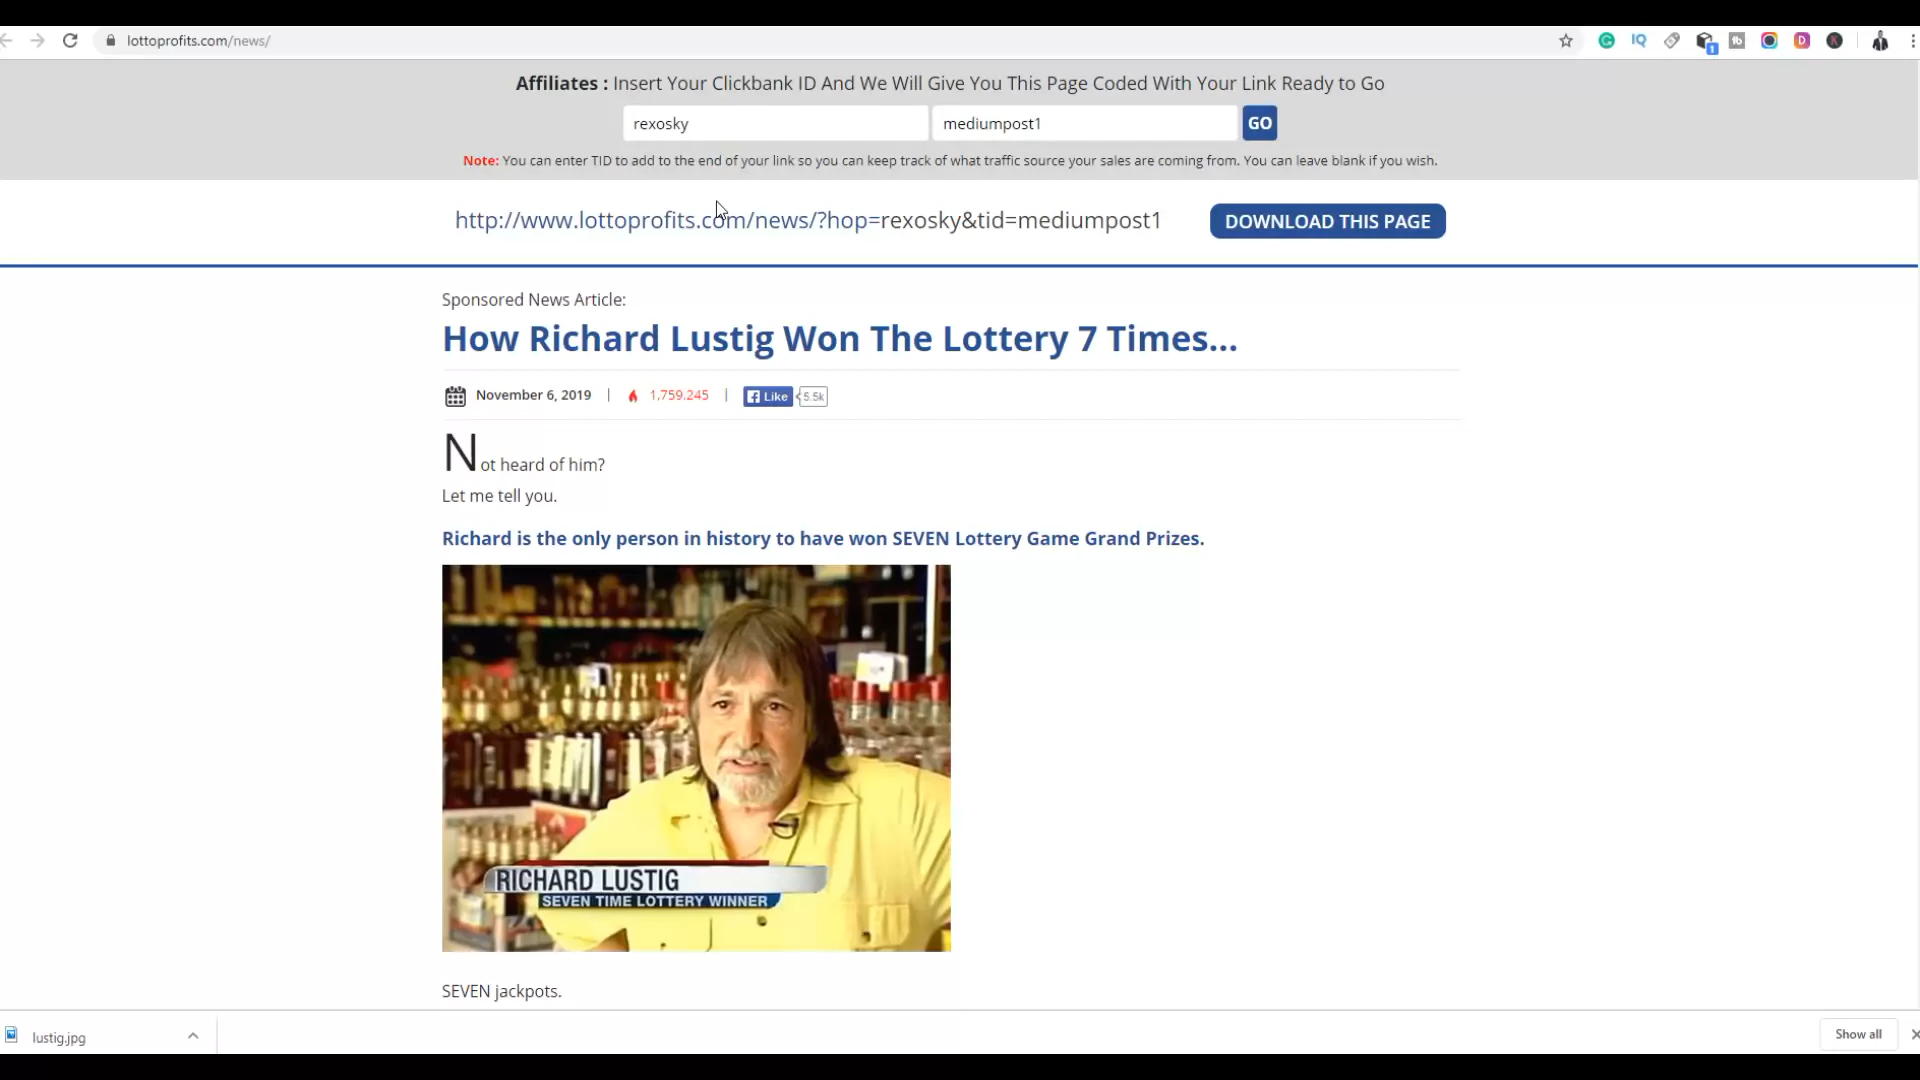 lottoprofits.com/news/
Affiliates : Insert Your Clickbank ID And We Will Give You This Page Coded With Your Link Ready to Go
rexosky mediumpost1 GO
Note: You can enter TID to add to the end of your link so you can keep track of what traffic source your sales are coming from. You can leave blank if you wish.
http://www.lottoprofits.com/news/?hop=rexosky&tid=mediumpost1 DOWNLOAD THIS PAGE
Sponsored News Article:
How Richard Lustig Won The Lottery 7 Times...
November 6, 2019 | 1,759.245 | Like 5.5k
Not heard of him?
Let me tell you.
Richard is the only person in history to have won SEVEN Lottery Game Grand Prizes.
RICHARD LUSTIG
SEVEN TIME LOTTERY WINNER
SEVEN jackpots.
lustig.jpg Show all